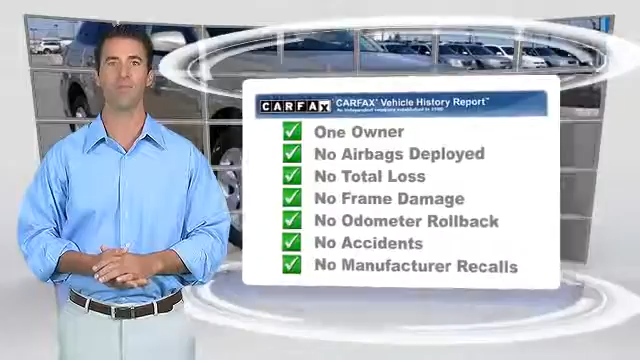 CARFAX CARFAX Vehicle History Report™
One Owner
No Airbags Deployed
No Total Loss
No Frame Damage
No Odometer Rollback
No Accidents
No Manufacturer Recalls